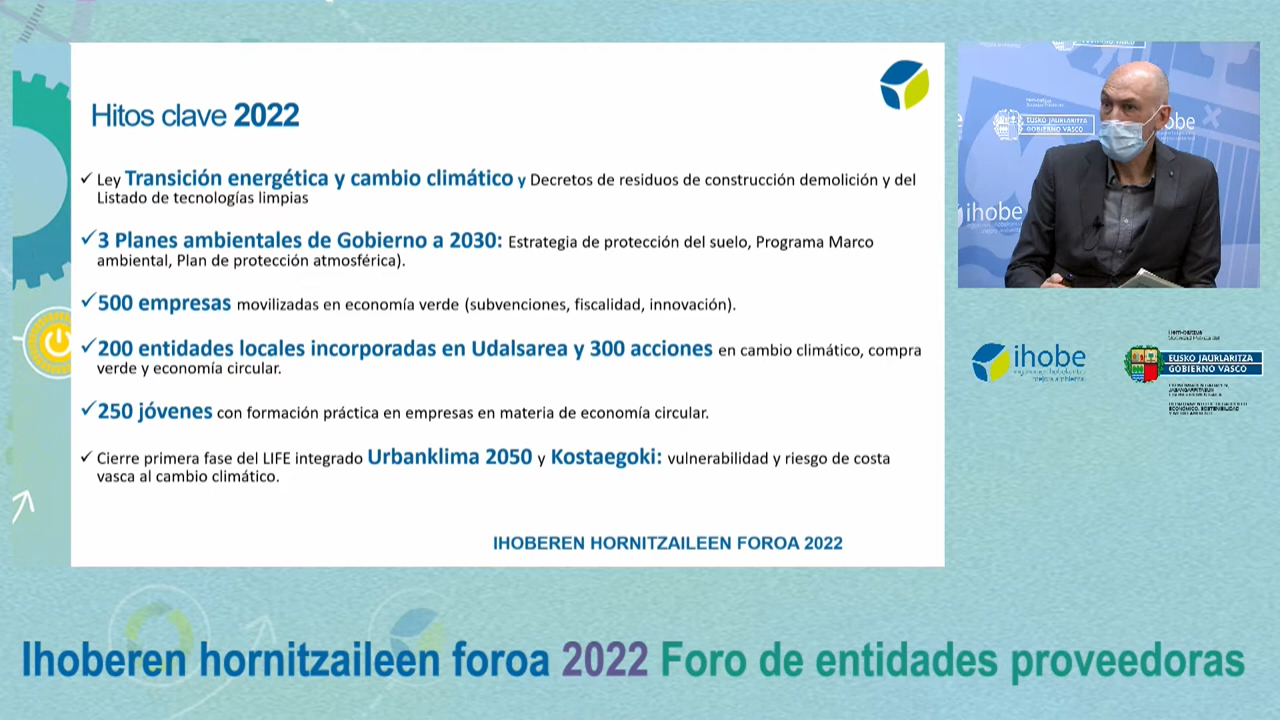 Hitos clave 2022
✓ Ley Transición energética y cambio climático y Decretos de residuos de construcción demolición y del
Listado de tecnologías limpias
✓ 3 Planes ambientales de Gobierno a 2030: Estrategia de protección del suelo, Programa Marco
ambiental, Plan de protección atmosférica).
✓ 500 empresas movilizadas en economía verde (subvenciones, fiscalidad, innovación).
✓ 200 entidades locales incorporadas en Udalsarea y 300 acciones en cambio climático, compra
verde y economía circular.
✓ 250 jóvenes con formación práctica en empresas en materia de economía circular.
✓ Cierre primera fase del LIFE integrado Urbanklima 2050 y Kostaegoki: vulnerabilidad y riesgo de costa
vasca al cambio climático.
IHOBEREN HORNITZAILEEN FOROA 2022
EUSKO JAURLARITZA
GOBIERNO VASCO
ihobe
ihobe
EUSKO JAURLARITZA
GOBIERNO VASCO
Ihoberen hornitzaileen foroa 2022 Foro de entidades proveedoras